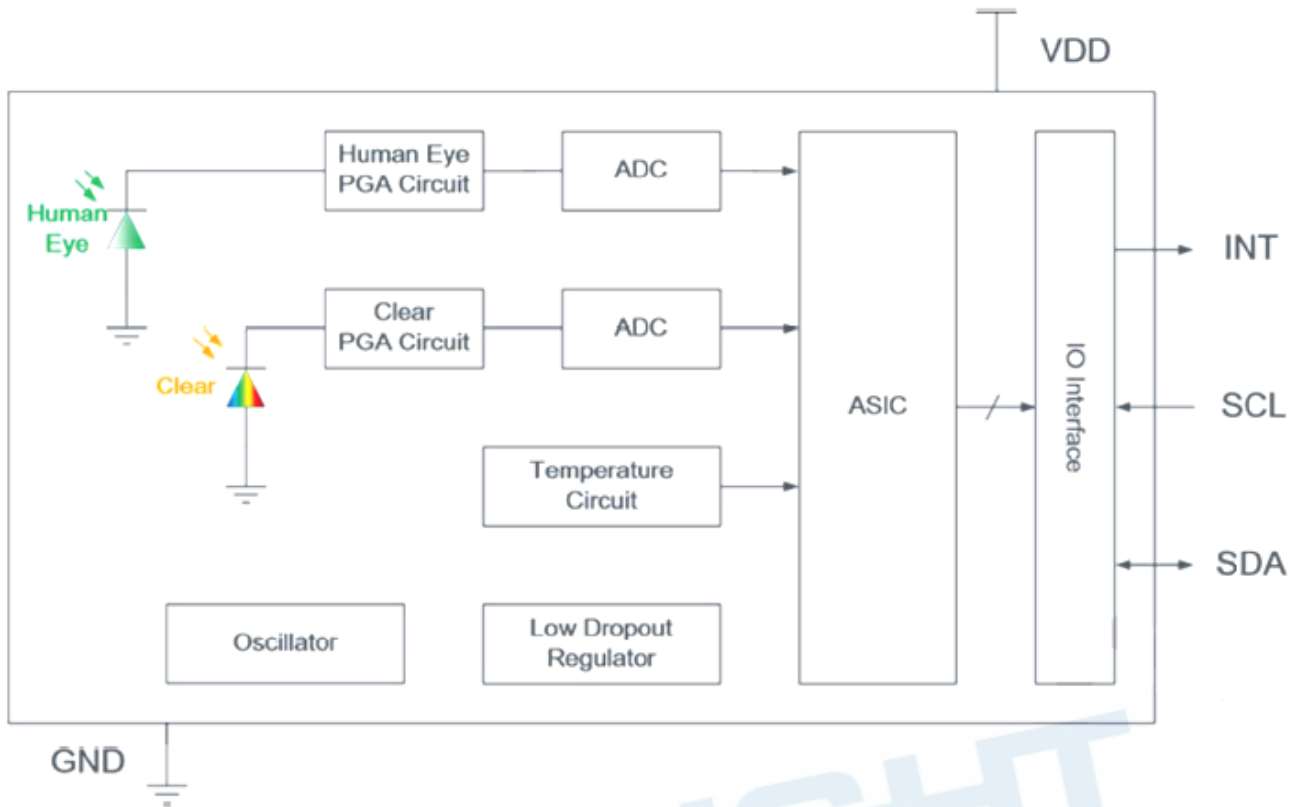 VDD
Human Eye
PGA Circuit
ADC
Human
Eye
INT
Clear
PGA Circuit
ADC
Clear
ASIC
IO Interface
SCL
Temperature
Circuit
SDA
Oscillator
Low Dropout
Regulator
GND